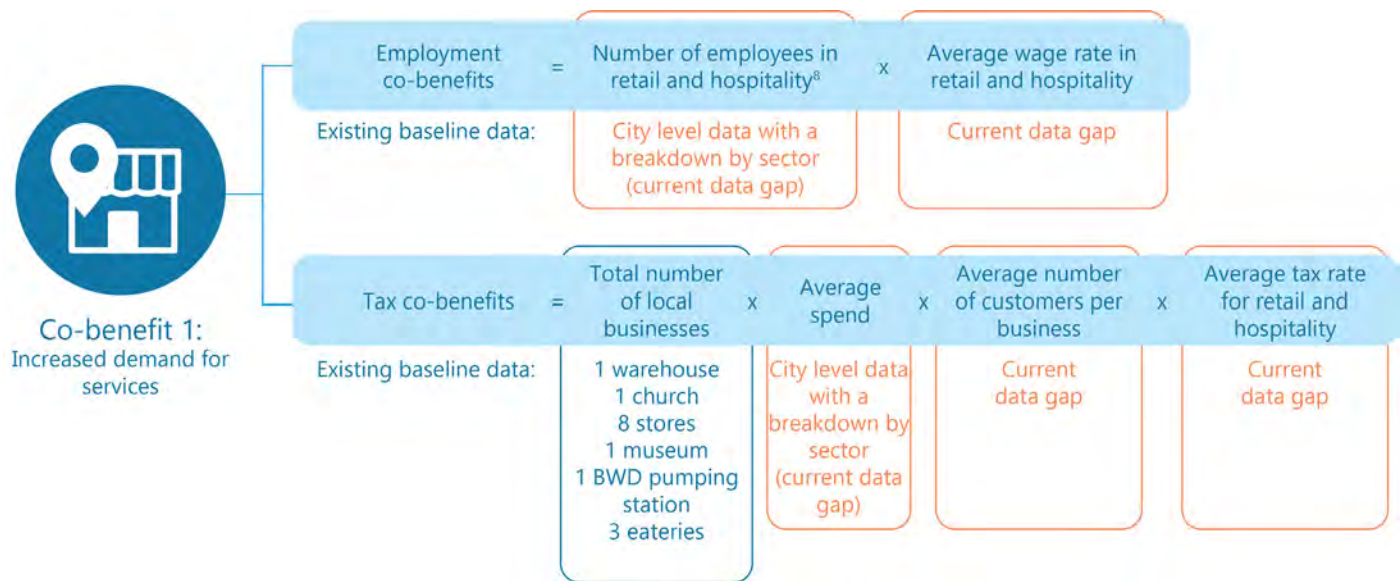 Employment
co-benefits
=
Number of employees in
retail and hospitality⁸
x
Average wage rate in
retail and hospitality
Existing baseline data:
City level data with a
breakdown by sector
(current data gap)
Current data gap
Co-benefit 1:
Increased demand for
services
Tax co-benefits
=
Total number
of local
businesses
x
Average
spend
x
Average number
of customers per
business
x
Average tax rate
for retail and
hospitality
Existing baseline data:
1 warehouse
1 church
8 stores
1 museum
1 BWD pumping
station
3 eateries
City level data
with a
breakdown by
sector
(current data
gap)
Current
data gap
Current
data gap